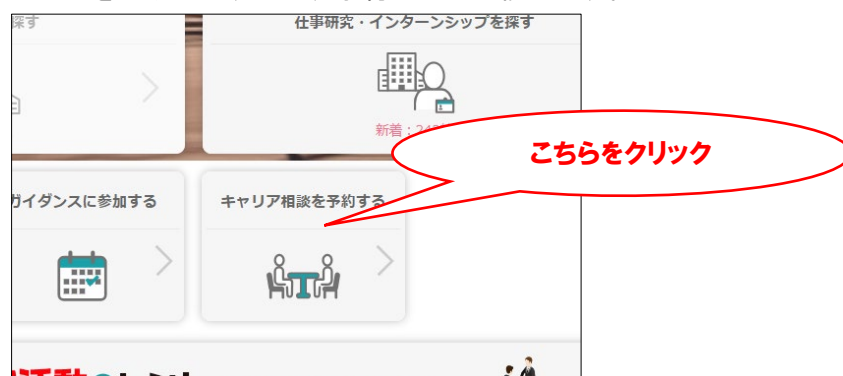 探す
仕事研究・インターンシップを探す
新着：
こちらをクリック
ガイダンスに参加する
キャリア相談を予約する